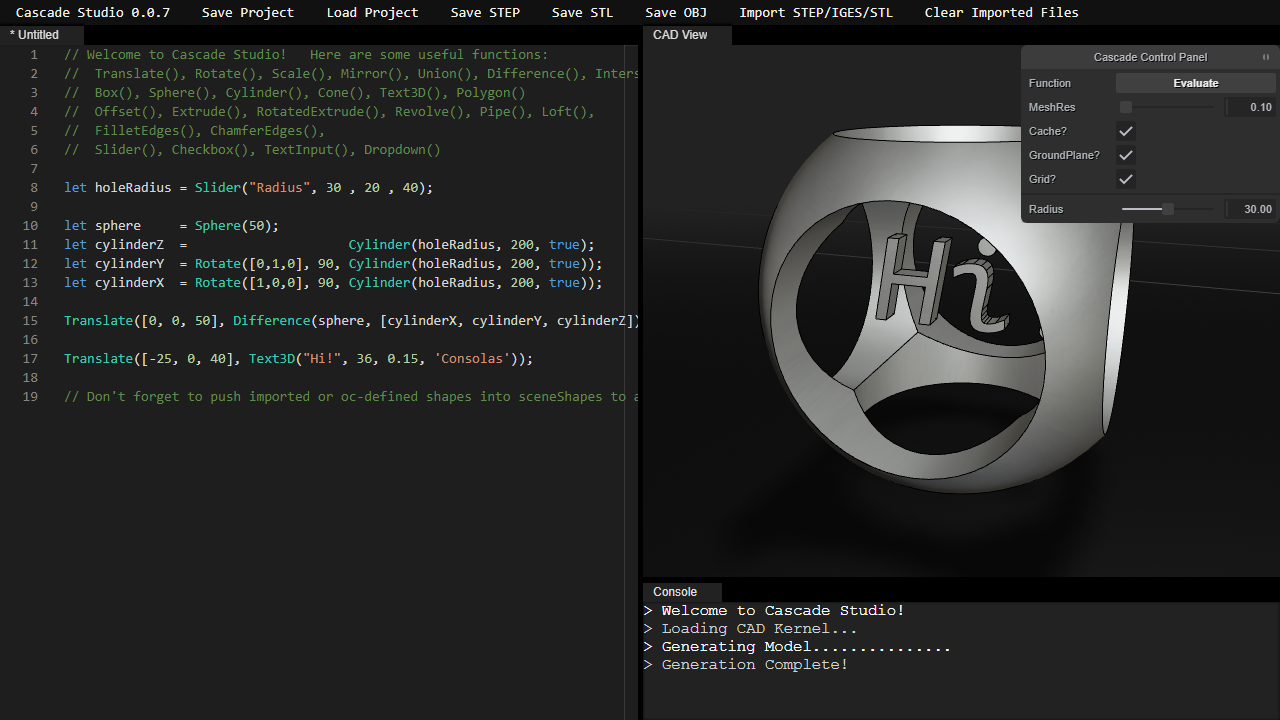 Cascade Studio 0.0.7 Save Project Load Project Save STEP Save STL Save OBJ Import STEP/IGES/STL Clear Imported Files
* Untitled
1 // Welcome to Cascade Studio!   Here are some useful functions:
2 //  Translate(), Rotate(), Scale(), Mirror(), Union(), Difference(), Inters
3 //  Box(), Sphere(), Cylinder(), Cone(), Text3D(), Polygon()
4 //  Offset(), Extrude(), RotatedExtrude(), Revolve(), Pipe(), Loft(),
5 //  FilletEdges(), ChamferEdges(),
6 //  Slider(), Checkbox(), TextInput(), Dropdown()
7
8 let holeRadius = Slider("Radius", 30 , 20 , 40);
9
10 let sphere     = Sphere(50);
11 let cylinderZ  =                     Cylinder(holeRadius, 200, true);
12 let cylinderY  = Rotate([0,1,0], 90, Cylinder(holeRadius, 200, true));
13 let cylinderX  = Rotate([1,0,0], 90, Cylinder(holeRadius, 200, true));
14
15 Translate([0, 0, 50], Difference(sphere, [cylinderX, cylinderY, cylinderZ])
16
17 Translate([-25, 0, 40], Text3D("Hi!", 36, 0.15, 'Consolas'));
18
19 // Don't forget to push imported or oc-defined shapes into sceneShapes to a
CAD View
Cascade Control Panel
Function Evaluate
MeshRes 0.10
Cache?
GroundPlane?
Grid?
Radius 30.00
Hi
Console
> Welcome to Cascade Studio!
> Loading CAD Kernel...
> Generating Model...............
> Generation Complete!